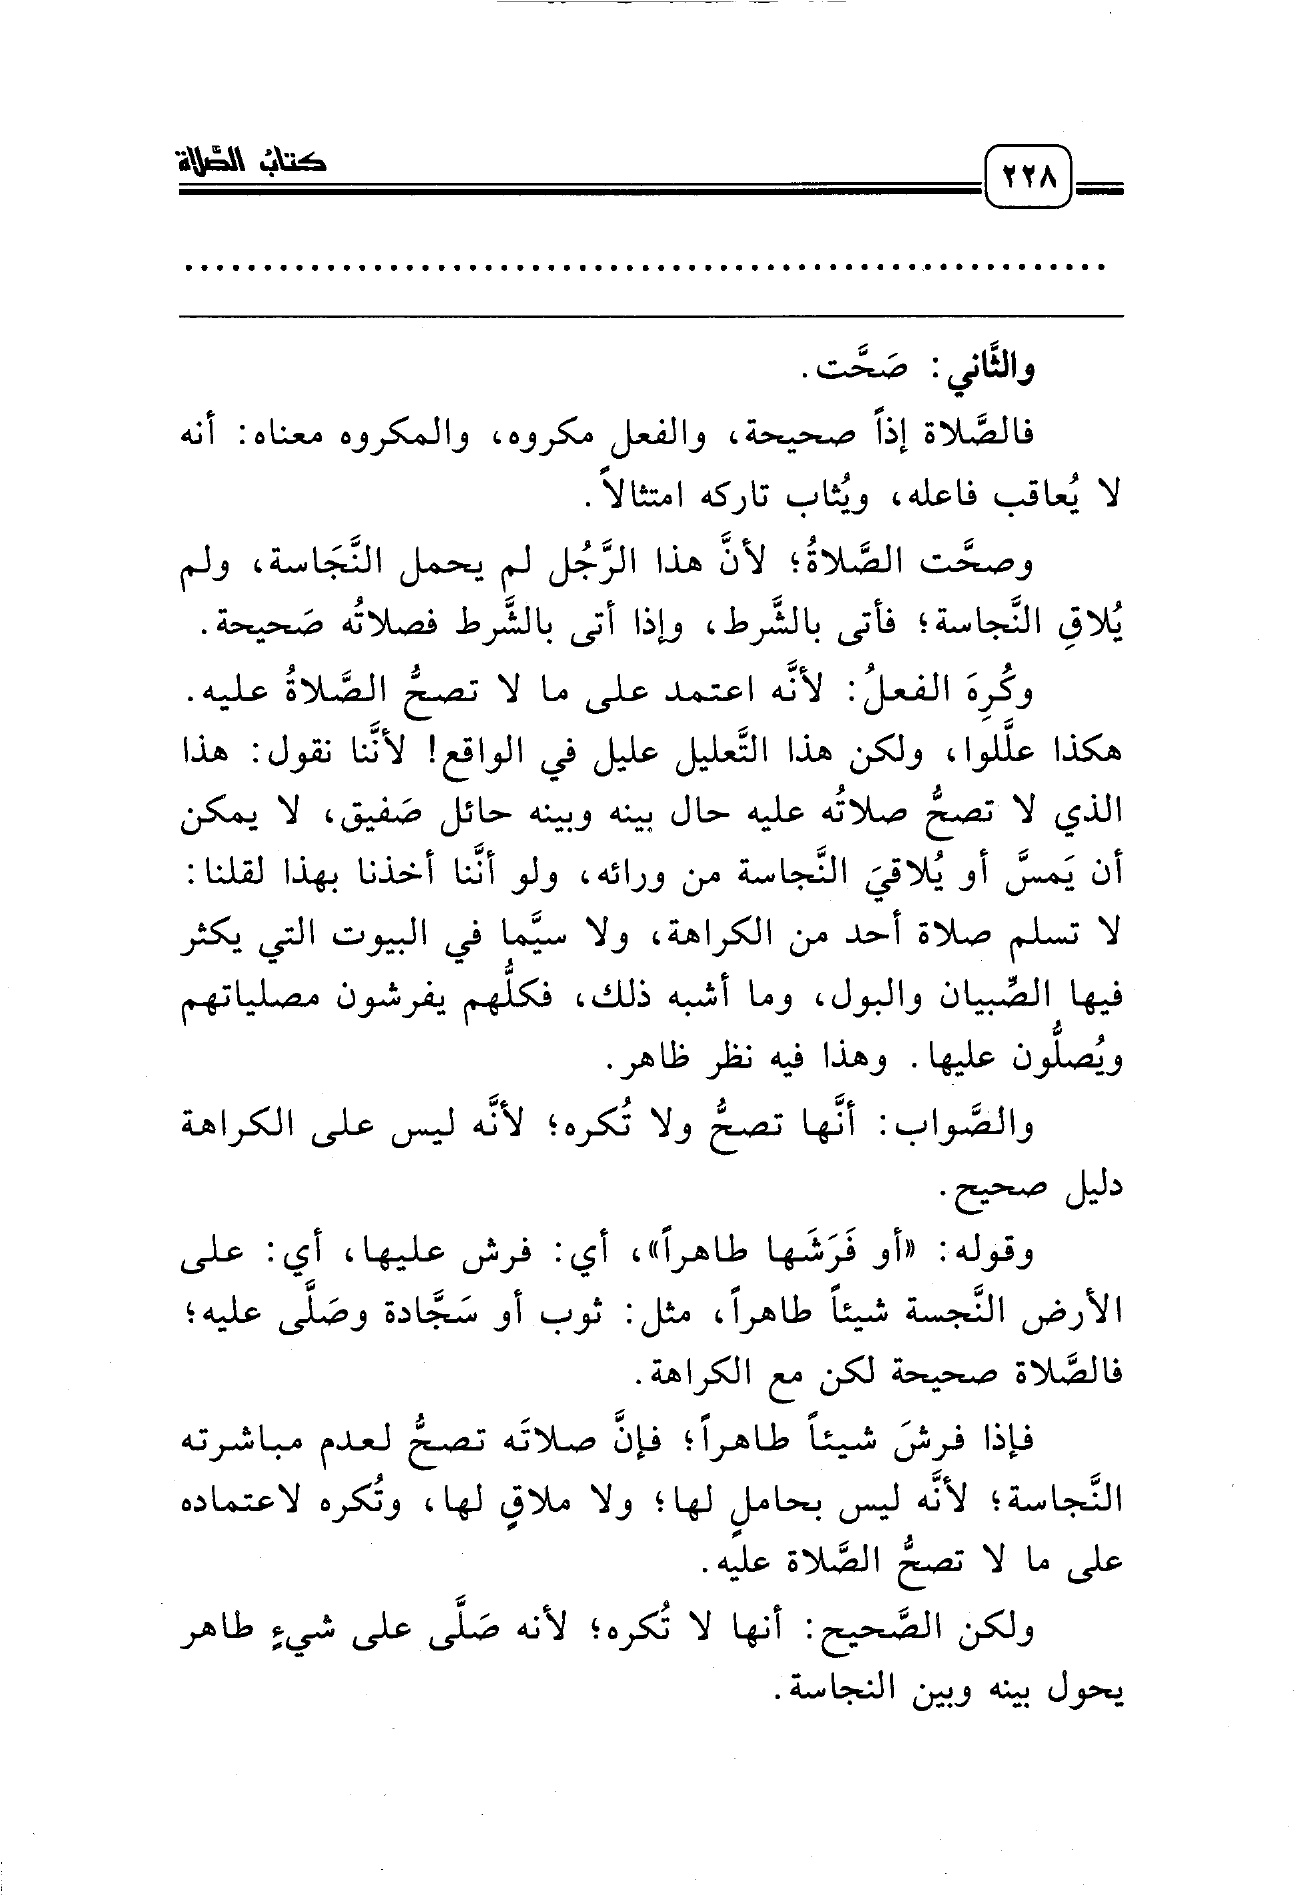 كتابُ الصَّلاة
٢٢٨
والثَّاني: صَحَّت.
فالصَّلاة إذاً صحيحة، والفعل مكروه، والمكروه معناه: أنه
لا يُعاقب فاعله، ويُثاب تاركه امتثالاً.
وصحَّت الصَّلاةُ؛ لأنَّ هذا الرَّجُل لم يحمل النَّجَاسة، ولم
يُلاقِ النَّجاسة؛ فأتى بالشَّرط، وإذا أتى بالشَّرط فصلاتُه صَحيحة.
وكُرِهَ الفعلُ: لأنَّه اعتمد على ما لا تصحُّ الصَّلاةُ عليه.
هكذا علَّلوا، ولكن هذا التَّعليل عليل في الواقع! لأنَّنا نقول: هذا
الذي لا تصحُّ صلاتُه عليه حال بينه وبينه حائل صَفيق، لا يمكن
أن يَمسَّ أو يُلاقيَ النَّجاسة من ورائه، ولو أنَّنا أخذنا بهذا لقلنا:
لا تسلم صلاة أحد من الكراهة، ولا سيَّما في البيوت التي يكثر
فيها الصِّبيان والبول، وما أشبه ذلك، فكلُّهم يفرشون مصلياتهم
ويُصلُّون عليها. وهذا فيه نظر ظاهر.
والصَّواب: أنَّها تصحُّ ولا تُكره؛ لأنَّه ليس على الكراهة
دليل صحيح.
وقوله: «أو فَرَشَها طاهراً»، أي: فرش عليها، أي: على
الأرض النَّجسة شيئاً طاهراً، مثل: ثوب أو سَجَّادة وصَلَّى عليه؛
فالصَّلاة صحيحة لكن مع الكراهة.
فإذا فرشَ شيئاً طاهراً؛ فإنَّ صلاتَه تصحُّ لعدم مباشرته
النَّجاسة؛ لأنَّه ليس بحاملٍ لها؛ ولا ملاقٍ لها، وتُكره لاعتماده
على ما لا تصحُّ الصَّلاة عليه.
ولكن الصَّحيح: أنها لا تُكره؛ لأنه صَلَّى على شيءٍ طاهر
يحول بينه وبين النجاسة.